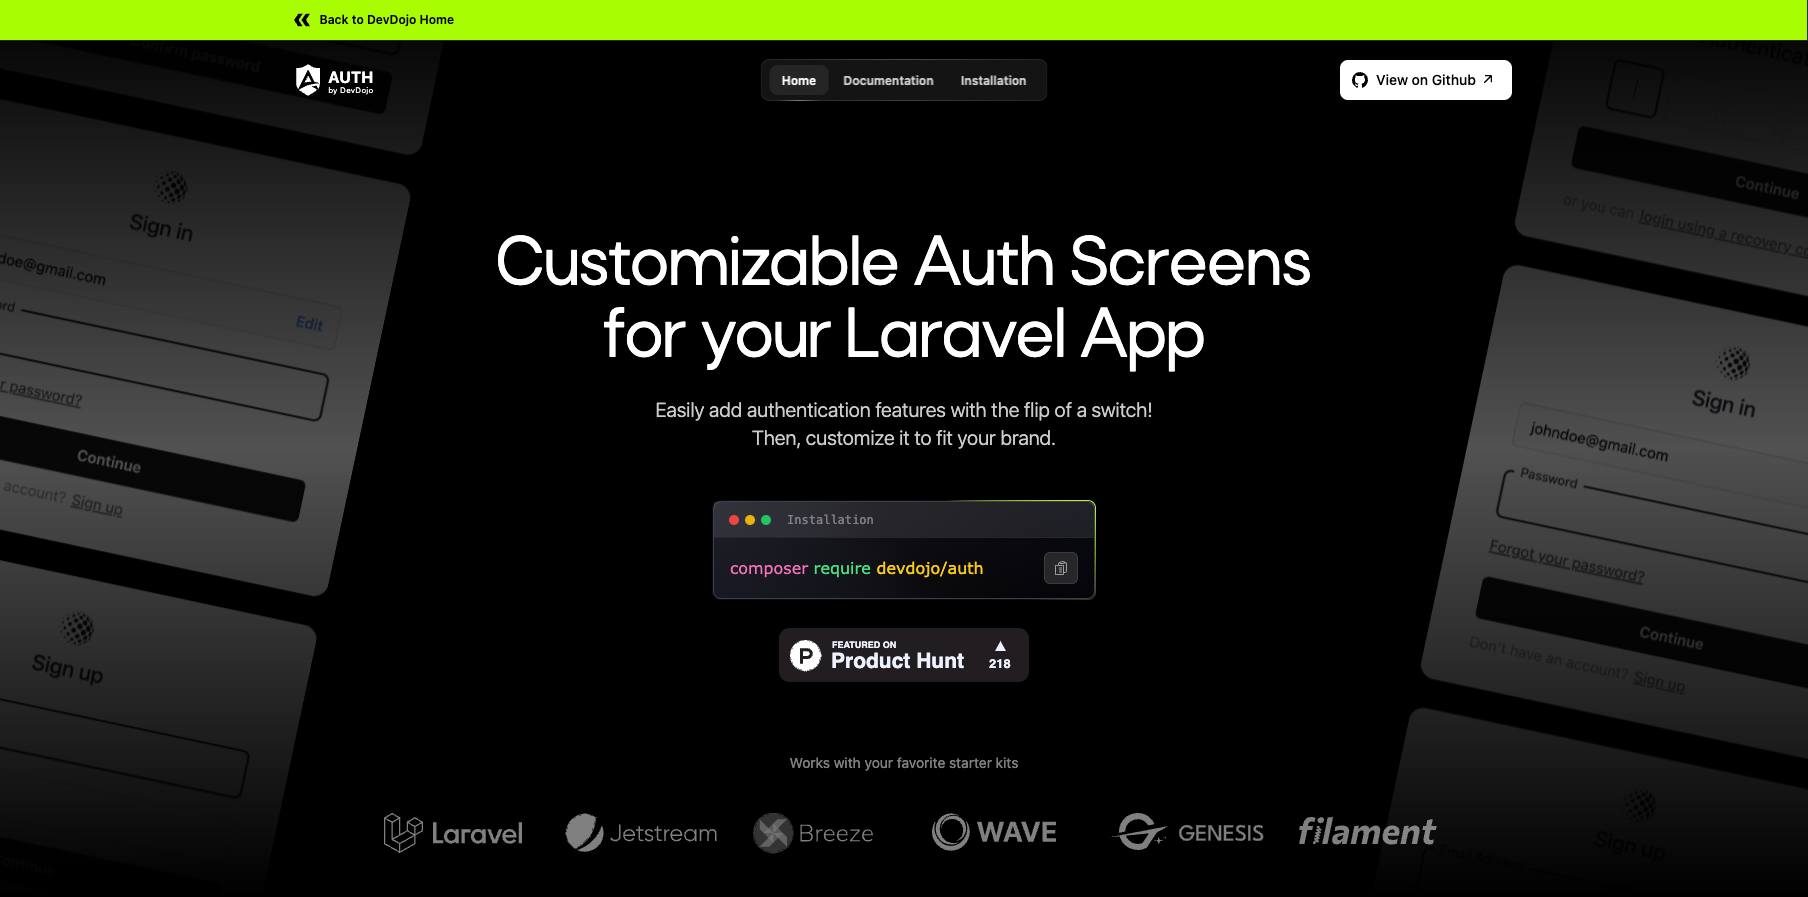 Back to DevDojo Home
AUTH
by DevDojo
Home
Documentation
Installation
View on Github
Customizable Auth Screens
for your Laravel App
Easily add authentication features with the flip of a switch!
Then, customize it to fit your brand.
Installation
composer require devdojo/auth
FEATURED ON
Product Hunt
218
Works with your favorite starter kits
Laravel
Jetstream
Breeze
WAVE
GENESIS
filament
Confirm password
Sign in
doe@gmail.com
Edit
password?
Continue
account? Sign up
Sign up
Continue
Continue
or you can login using a recovery
Sign in
johndoe@gmail.com
Password
Forgot your password?
Continue
Don't have an account? Sign up
Sign up
Email Address